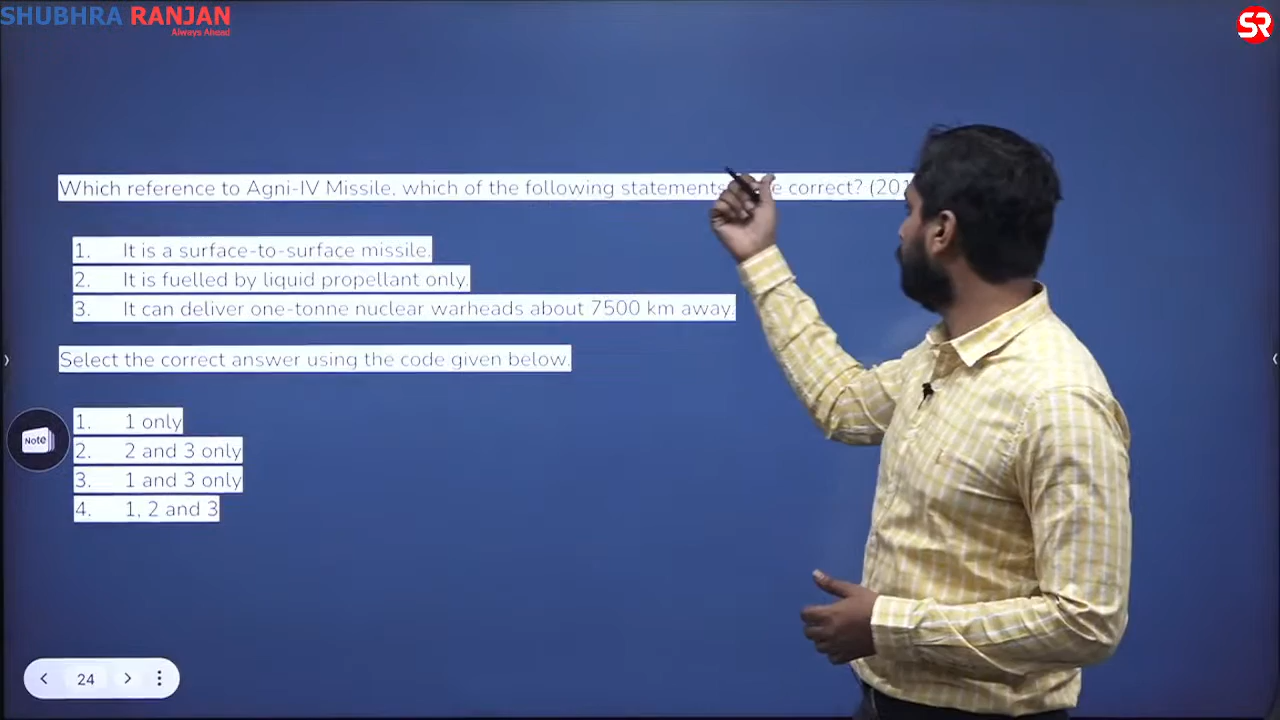 SHUBHRA RANJAN
Always Ahead
SR
Which reference to Agni-IV Missile, which of the following statements correct? (201
1. It is a surface-to-surface missile.
2. It is fuelled by liquid propellant only.
3. It can deliver one-tonne nuclear warheads about 7500 km away.
Select the correct answer using the code given below.
Note
1. 1 only
2. 2 and 3 only
3. 1 and 3 only
4. 1, 2 and 3
24